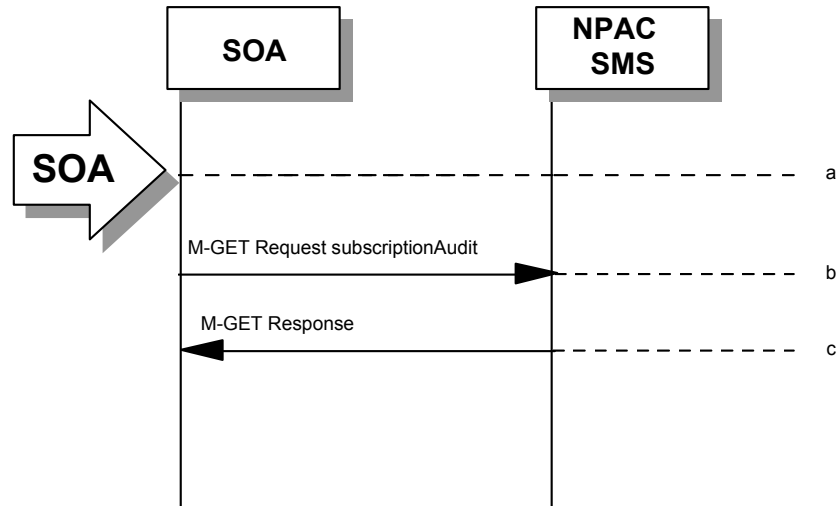 SOA
NPAC
SMS
SOA
a
M-GET Request subscriptionAudit
b
M-GET Response
c